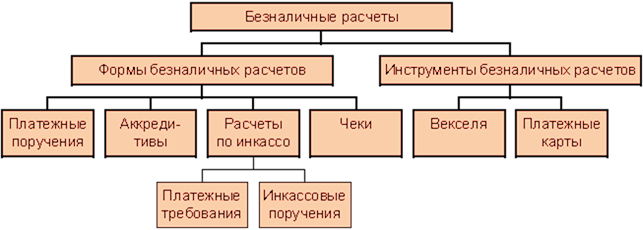 Безналичные расчеты
Формы безналичных расчетов
Инструменты безналичных расчетов
Платежные
поручения
Аккреди-
тивы
Расчеты
по инкассо
Чеки
Векселя
Платежные
карты
Платежные
требования
Инкассовые
поручения